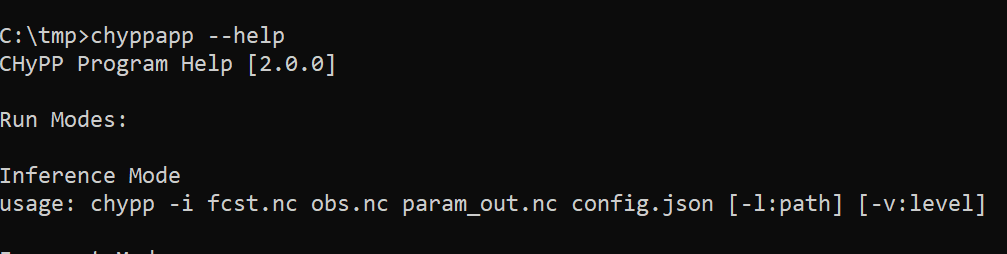 C:\tmp>chyppapp --help
CHyPP Program Help [2.0.0]
Run Modes:
Inference Mode
usage: chypp -i fcst.nc obs.nc param_out.nc config.json [-l:path] [-v:level]